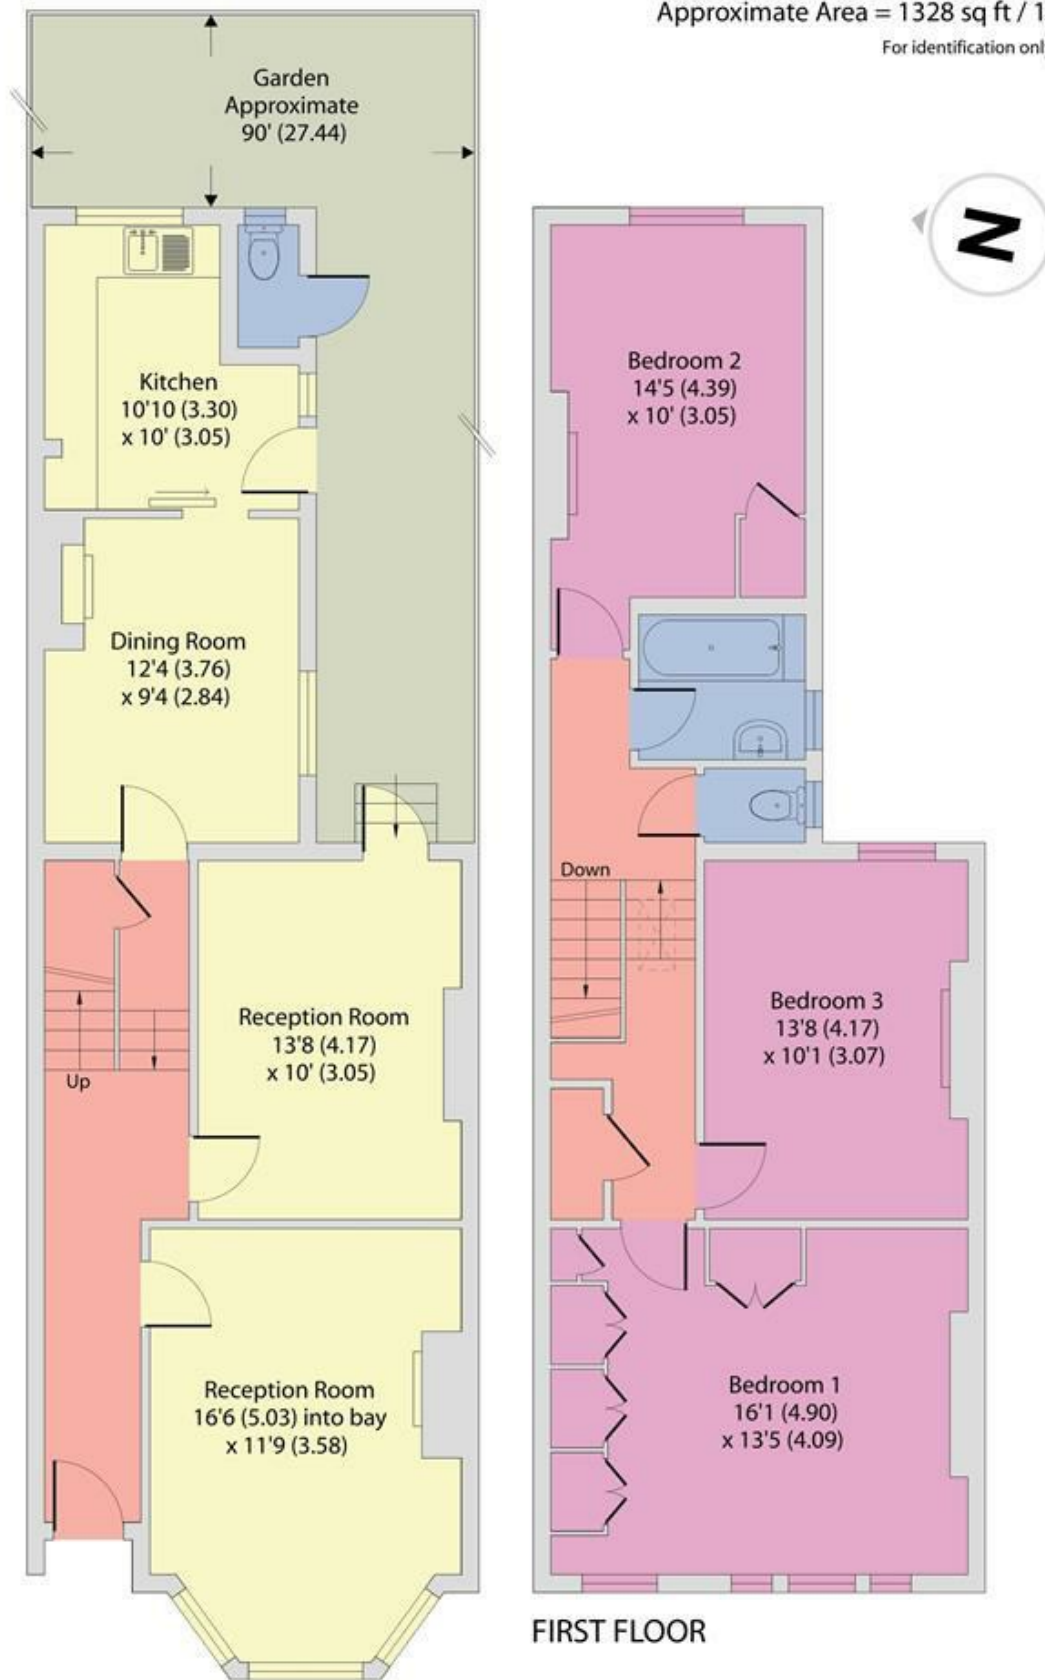 Approximate Area = 1328 sq ft / 1
For identification only
Garden
Approximate
90' (27.44)
N
Kitchen
10'10 (3.30)
x 10' (3.05)
Bedroom 2
14'5 (4.39)
x 10' (3.05)
Dining Room
12'4 (3.76)
x 9'4 (2.84)
Down
Reception Room
13'8 (4.17)
x 10' (3.05)
Up
Bedroom 3
13'8 (4.17)
x 10'1 (3.07)
Reception Room
16'6 (5.03) into bay
x 11'9 (3.58)
Bedroom 1
16'1 (4.90)
x 13'5 (4.09)
FIRST FLOOR